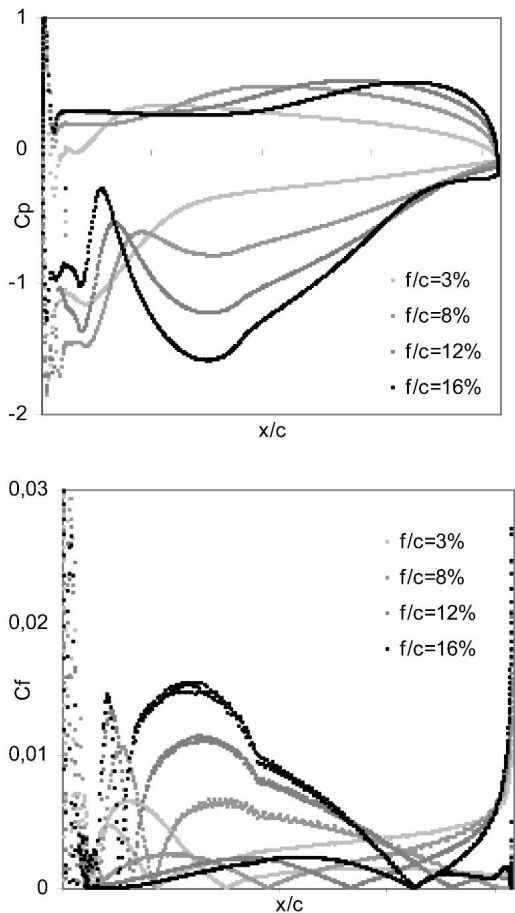 1
0
Cp
-1
-2
x/c
f/c=3%
f/c=8%
f/c=12%
f/c=16%
0,03
0,02
Cf
0,01
0
x/c
f/c=3%
f/c=8%
f/c=12%
f/c=16%